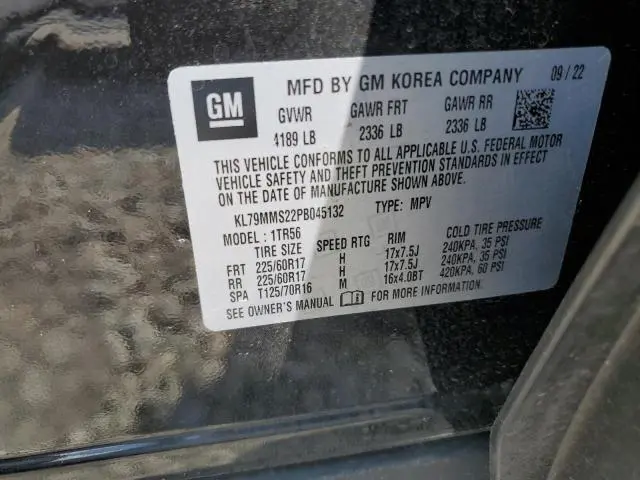 GM
MFD BY GM KOREA COMPANY 09/22
GVWR GAWR FRT GAWR RR
4189 LB 2336 LB 2336 LB
THIS VEHICLE CONFORMS TO ALL APPLICABLE U.S. FEDERAL MOTOR
VEHICLE SAFETY AND THEFT PREVENTION STANDARDS IN EFFECT
ON THE DATE OF MANUFACTURE SHOWN ABOVE.
KL79MMS22PB045132 TYPE: MPV
MODEL: 1TR56
TIRE SIZE SPEED RTG RIM COLD TIRE PRESSURE
FRT 225/60R17 H 17x7.5J 240KPA, 35 PSI
RR 225/60R17 H 17x7.5J 240KPA, 35 PSI
SPA T125/70R16 M 16x4.0BT 420KPA, 60 PSI
SEE OWNER'S MANUAL FOR MORE INFORMATION.